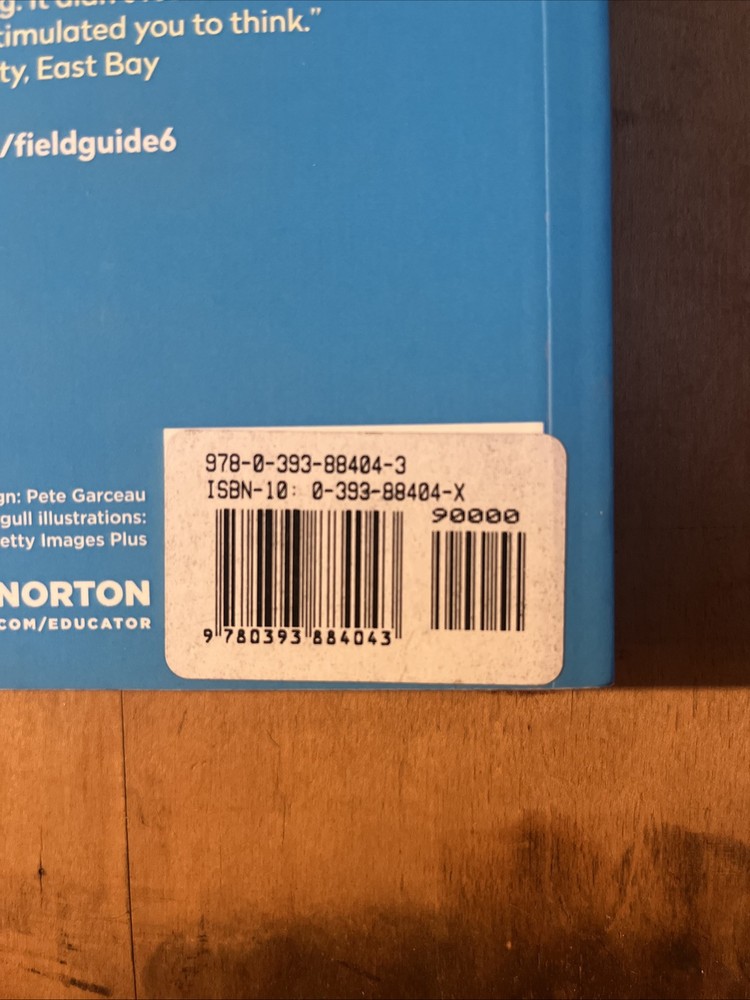 timulated you to think.”
ty, East Bay
/fieldguide6
gn: Pete Garceau
gull illustrations:
etty Images Plus
NORTON
COM/EDUCATOR
978-0-393-88404-3
ISBN-10: 0-393-88404-X
90000
9 780393 884043